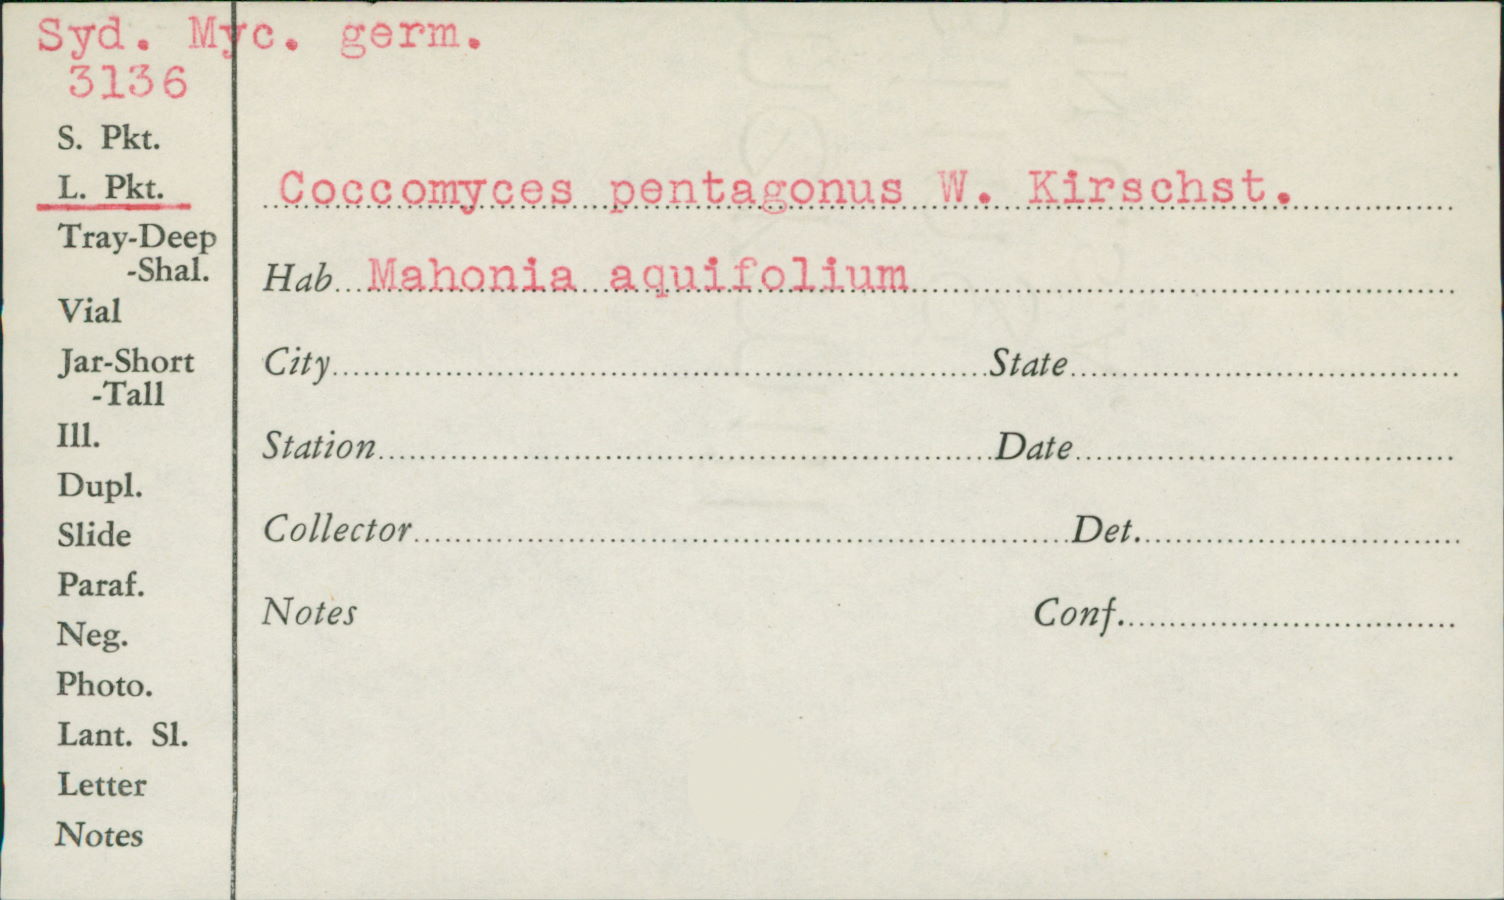 Syd. Myc. germ.
3136
S. Pkt.
L. Pkt.
Tray-Deep
-Shal.
Vial
Jar-Short
-Tall
Ill.
Dupl.
Slide
Paraf.
Neg.
Photo.
Lant. Sl.
Letter
Notes
Coccomyces pentagonus W. Kirschst.
Hab. Mahonia aquifolium
City State
Station Date
Collector Det.
Notes Conf.